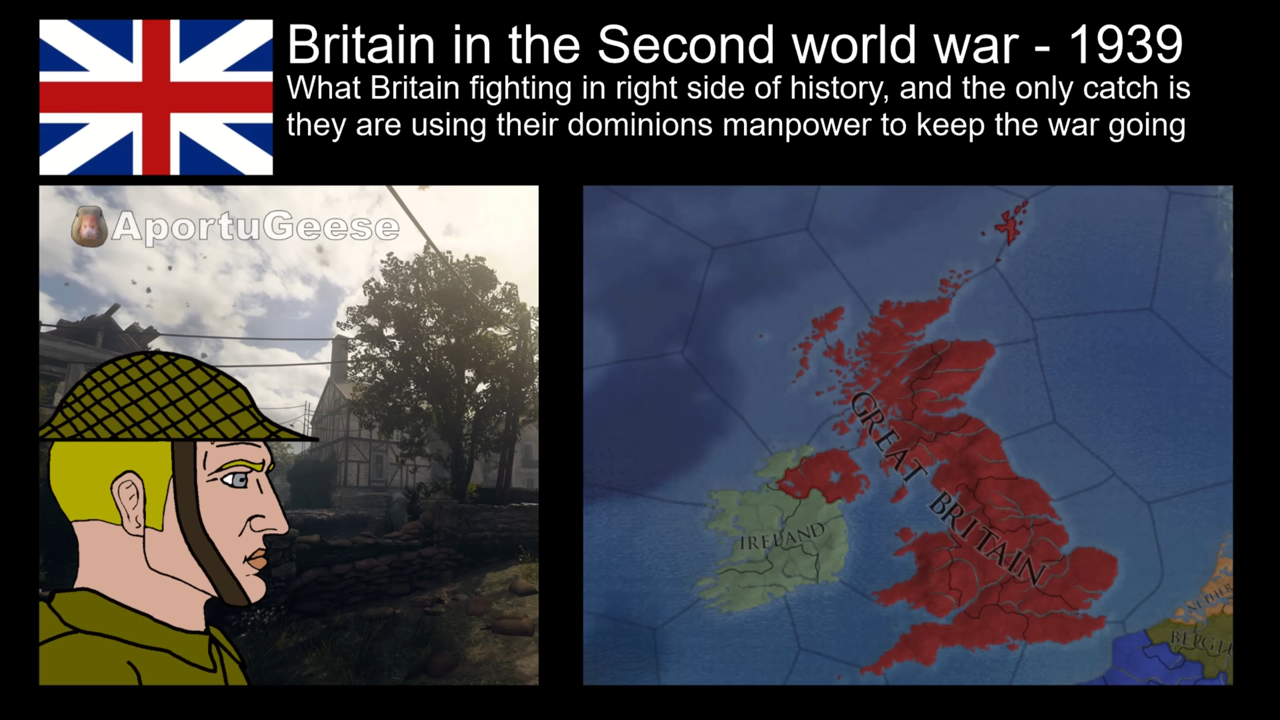 Britain in the Second world war - 1939
What Britain fighting in right side of history, and the only catch is
they are using their dominions manpower to keep the war going
AportuGeese
GREAT BRITAIN
IRELAND